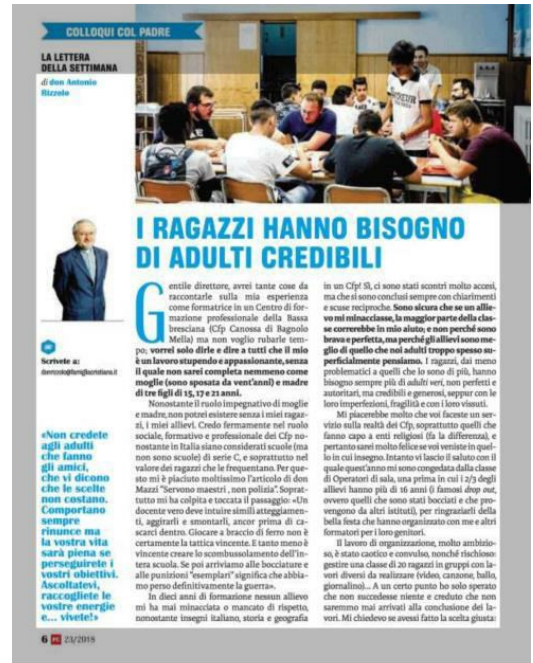 COLLOQUI COL PADRE
LA LETTERA
DELLA SETTIMANA
di don Antonio
Rizzolo
Scrivete a:
«Non credete
agli adulti
che fanno
gli amici,
che vi dicono
che le scelte
non costano.
Comportano
sempre
rinunce ma
la vostra vita
sarà piena se
perseguirete i
vostri obiettivi.
Ascoltatevi,
raccogliete le
vostre energie
e... vivete!»
I RAGAZZI HANNO BISOGNO
DI ADULTI CREDIBILI
Gentile direttore, avrei tante cose da
raccontarle sulla mia esperienza
come formatrice in un Centro di for-
mazione professionale della Bassa
bresciana (Cfp Canossa di Bagnolo
Mella) ma non voglio rubarle tem-
po; vorrei solo dire e dire a tutti che il mio
è un lavoro stupendo e appassionante, senza
il quale non sarei completa nemmeno come
moglie (sono sposata da vent'anni) e madre
di tre figli di 15, 17 e 21 anni.
Nonostante il ruolo impegnativo di moglie
e madre, non potrei esistere senza i miei ragaz-
zi, i miei allievi. Credo fermamente nel ruolo
sociale, formativo e professionale dei Cfp no-
nostante in Italia siano considerati scuole (ma
non sono scuole) di serie C, e soprattutto nel
valore dei ragazzi che le frequentano. Per que-
sto mi è piaciuto moltissimo l'articolo di don
Mazzi "Servono maestri , non polizia". Soprat-
tutto mi ha colpita e toccata il passaggio: «Un
docente vero deve intuire simili atteggiamen-
ti, aggirarli e smontarli, ancor prima di ca-
scarci dentro. Giocare a braccio di ferro non è
certamente la tattica vincente. E tanto meno è
vincente creare lo scombussolamento dell'in-
tera scuola. Se poi arriviamo alle bocciature e
alle punizioni "esemplari" significa che abbia-
mo perso definitivamente la guerra».
In dieci anni di formazione nessun allievo
mi ha mai minacciata o mancato di rispetto,
nonostante insegni italiano, storia e geografia
in un Cfp! Sì, ci sono stati scontri molto accesi,
ma che si sono conclusi sempre con chiarimenti
e scuse reciproche. Sono sicura che se un allie-
vo mi minacciasse, la maggior parte della clas-
se correrebbe in mio aiuto; e non perché sono
brava e perfetta, ma perché gli allievi sono me-
glio di quello che noi adulti troppo spesso su-
perficialmente pensiamo. I ragazzi, dai meno
problematici a quelli che lo sono di più, hanno
bisogno sempre più di adulti veri, non perfetti e
autoritari, ma credibili e generosi, seppur con le
loro imperfezioni, fragilità e con i loro vissuti.
Mi piacerebbe molto che voi faceste un ser-
vizio sulla realtà dei Cfp, soprattutto quelli che
fanno capo a enti religiosi (fa la differenza), e
pertanto sarei molto felice se voi veniste in quel-
lo in cui insegno. Intanto vi lascio il saluto con il
quale quest'anno mi sono congedata dalla classe
di Operatori di sala, una prima in cui i 2/3 degli
allievi hanno più di 16 anni (i famosi drop out,
ovvero quelli che sono stati bocciati e che pro-
vengono da altri istituti), per ringraziarli della
bella festa che hanno organizzato con me e altri
formatori per i loro genitori.
Il lavoro di organizzazione, molto ambizio-
so, è stato caotico e convulso, nonché rischioso:
gestire una classe di 20 ragazzi in gruppi con la-
vori diversi da realizzare (video, canzone, ballo,
giornalino)... A un certo punto ho solo sperato
che non succedesse niente e creduto che non
saremmo mai arrivati alla conclusione dei la-
vori. Mi chiedevo se avessi fatto la scelta giusta:
6 FC 23/2018